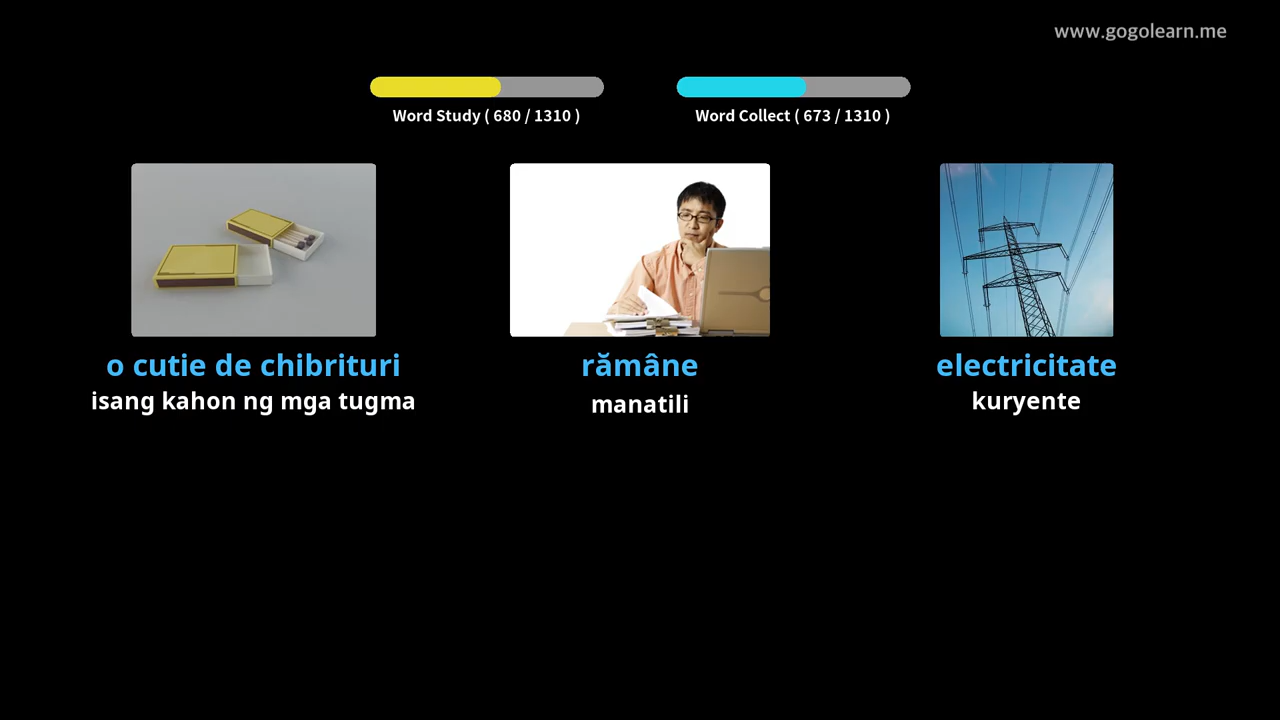 www.gogolearn.me
Word Study ( 680 / 1310 )
Word Collect ( 673 / 1310 )
o cutie de chibrituri
isang kahon ng mga tugma
rămâne
manatili
electricitate
kuryente